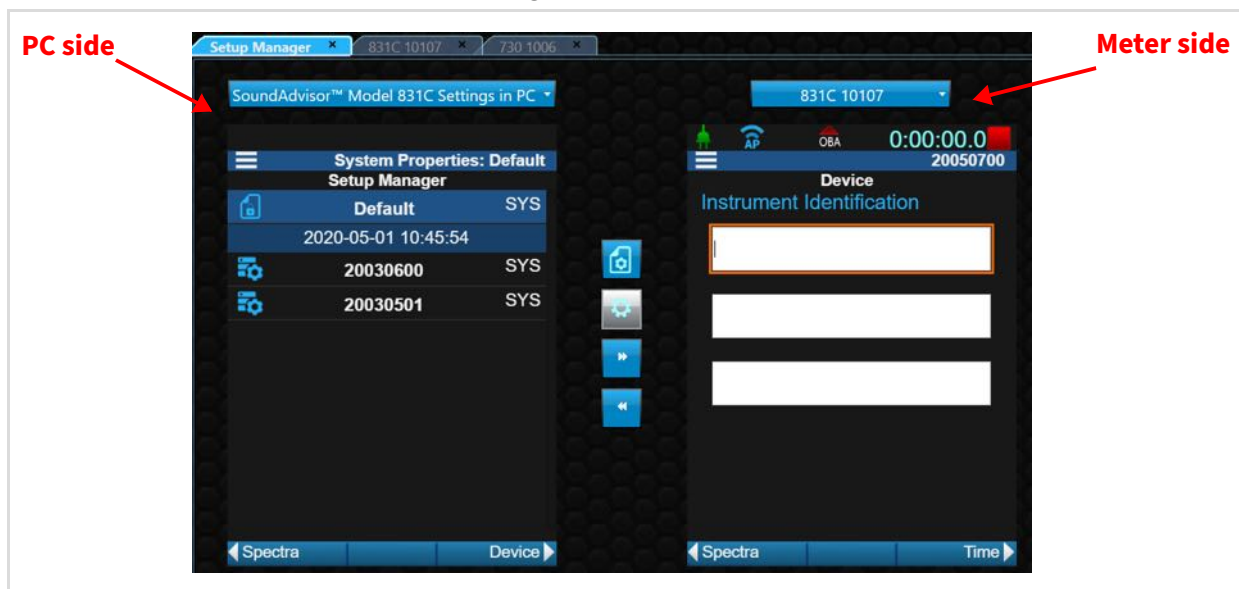 PC side
Meter side
Setup Manager × 831C 10107 × 730 1006 ×
SoundAdvisor™ Model 831C Settings in PC
System Properties: Default
Setup Manager
Default SYS
2020-05-01 10:45:54
20030600 SYS
20030501 SYS
Spectra Device
831C 10107
AP OBA 0:00:00.0
20050700
Device
Instrument Identification
Spectra Time